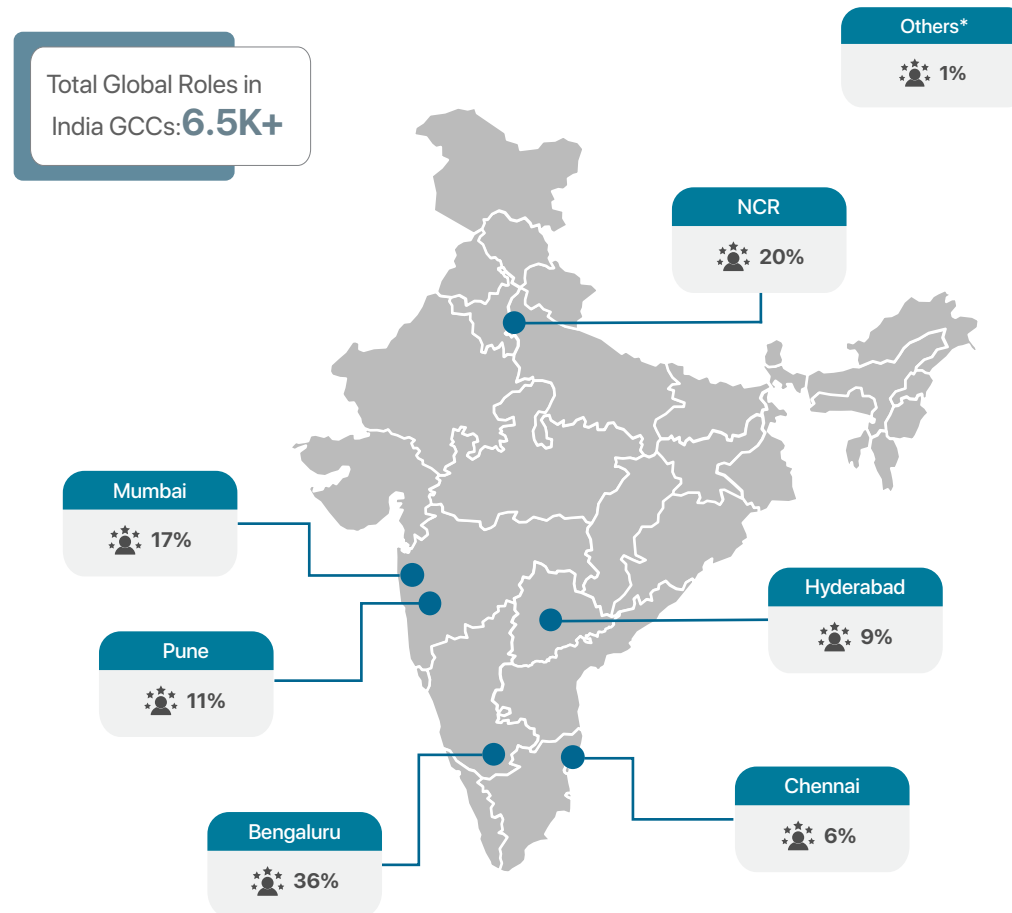 Total Global Roles in
India GCCs:6.5K+
Others*
1%
NCR
20%
Mumbai
17%
Hyderabad
9%
Pune
11%
Chennai
6%
Bengaluru
36%